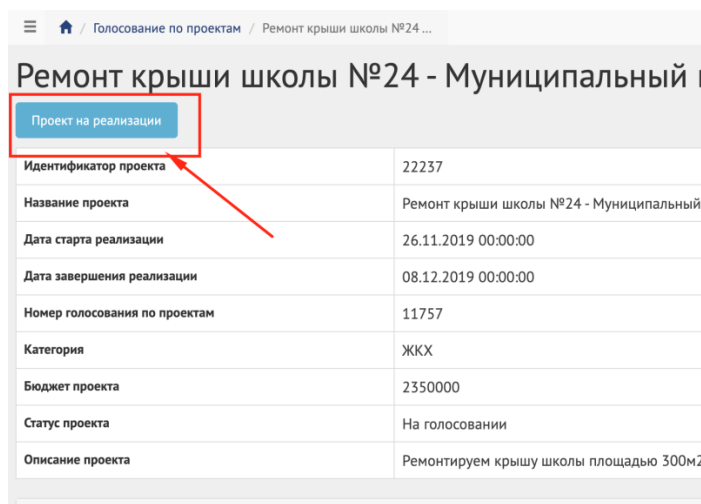 Голосование по проектам / Ремонт крыши школы №24 ...
Ремонт крыши школы №24 - Муниципальный
Проект на реализации
Идентификатор проекта 22237
Название проекта Ремонт крыши школы №24 - Муниципальный
Дата старта реализации 26.11.2019 00:00:00
Дата завершения реализации 08.12.2019 00:00:00
Номер голосования по проектам 11757
Категория ЖКХ
Бюджет проекта 2350000
Статус проекта На голосовании
Описание проекта Ремонтируем крышу школы площадью 300м2